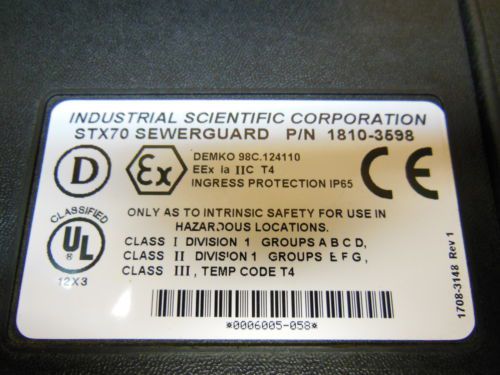 INDUSTRIAL SCIENTIFIC CORPORATION
STX70 SEWERGUARD P/N 1810-3598
D
Ex
DEMKO 98C.124110
EEx ia IIC T4
INGRESS PROTECTION IP65
CE
CLASSIFIED
UL
®
12X3
ONLY AS TO INTRINSIC SAFETY FOR USE IN
HAZARDOUS LOCATIONS.
CLASS I DIVISION 1 GROUPS A B C D,
CLASS II DIVISION 1 GROUPS E F G,
CLASS III, TEMP CODE T4
*0006005-058*
1708-3148 Rev 1